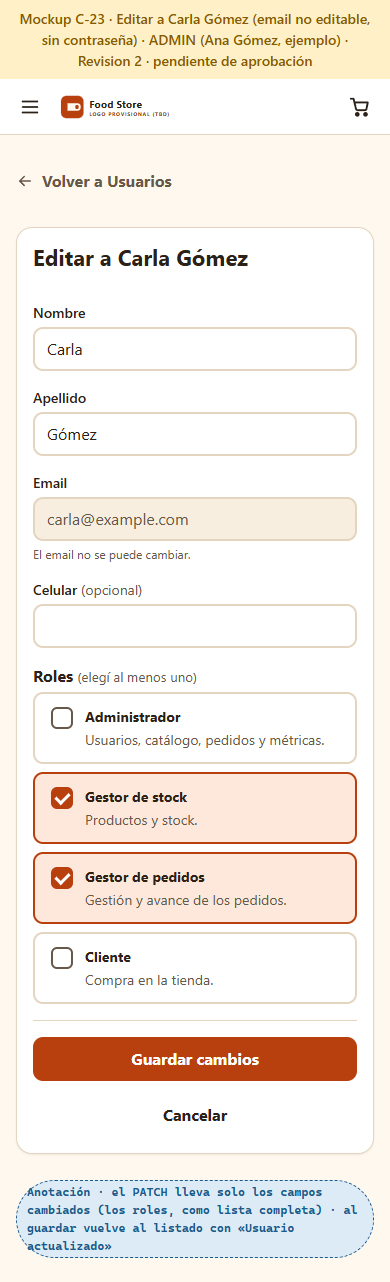 Mockup C-23 · Editar a Carla Gómez (email no editable,
sin contraseña) · ADMIN (Ana Gómez, ejemplo) ·
Revision 2 · pendiente de aprobación
Food Store
LOGO PROVISIONAL (TBD)
← Volver a Usuarios
Editar a Carla Gómez
Nombre
Carla
Apellido
Gómez
Email
carla@example.com
El email no se puede cambiar.
Celular (opcional)
Roles (elegí al menos uno)
Administrador
Usuarios, catálogo, pedidos y métricas.
Gestor de stock
Productos y stock.
Gestor de pedidos
Gestión y avance de los pedidos.
Cliente
Compra en la tienda.
Guardar cambios
Cancelar
Anotación · el PATCH lleva solo los campos
cambiados (los roles, como lista completa) · al
guardar vuelve al listado con «Usuario
actualizado»